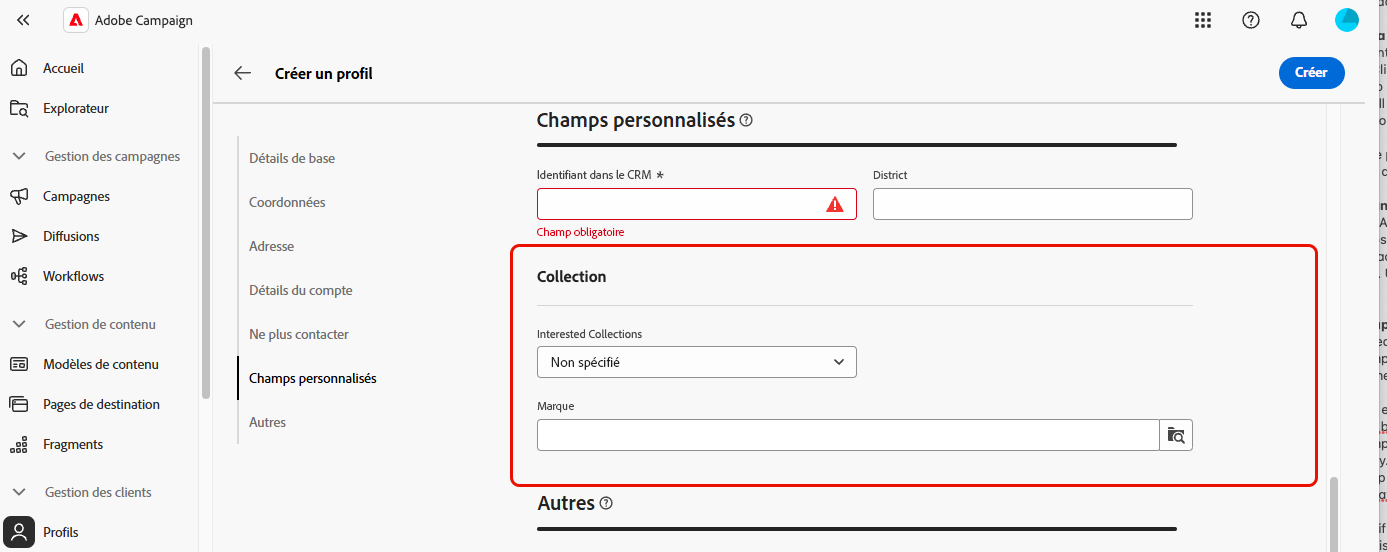 Adobe Campaign
Accueil
Explorateur
Gestion des campagnes
Campagnes
Diffusions
Workflows
Gestion de contenu
Modèles de contenu
Pages de destination
Fragments
Gestion des clients
Profils
Créer un profil
Créer
Détails de base
Coordonnées
Adresse
Détails du compte
Ne plus contacter
Champs personnalisés
Autres
Champs personnalisés
Identifiant dans le CRM *
District
Champ obligatoire
Collection
Interested Collections
Non spécifié
Marque
Autres